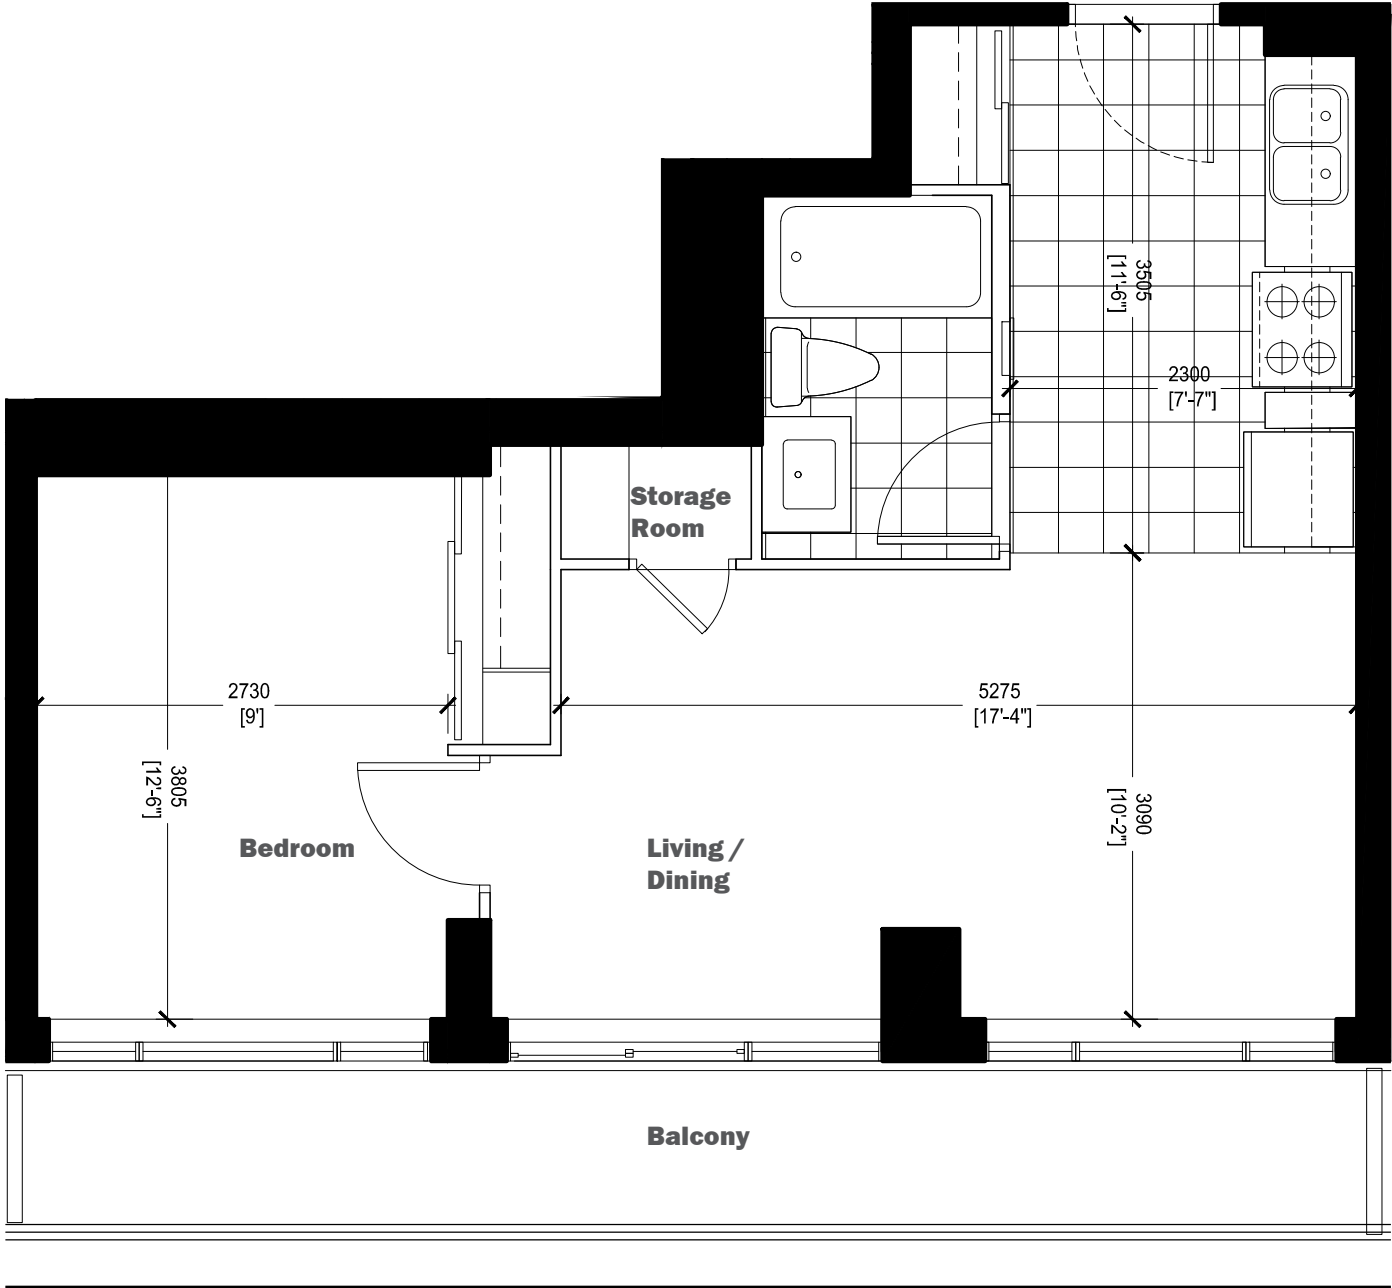 3505
[11'-6"]
2300
[7'-7"]
Storage
Room
2730
[9']
5275
[17'-4"]
3805
[12'-6"]
3090
[10'-2"]
Bedroom
Living /
Dining
Balcony